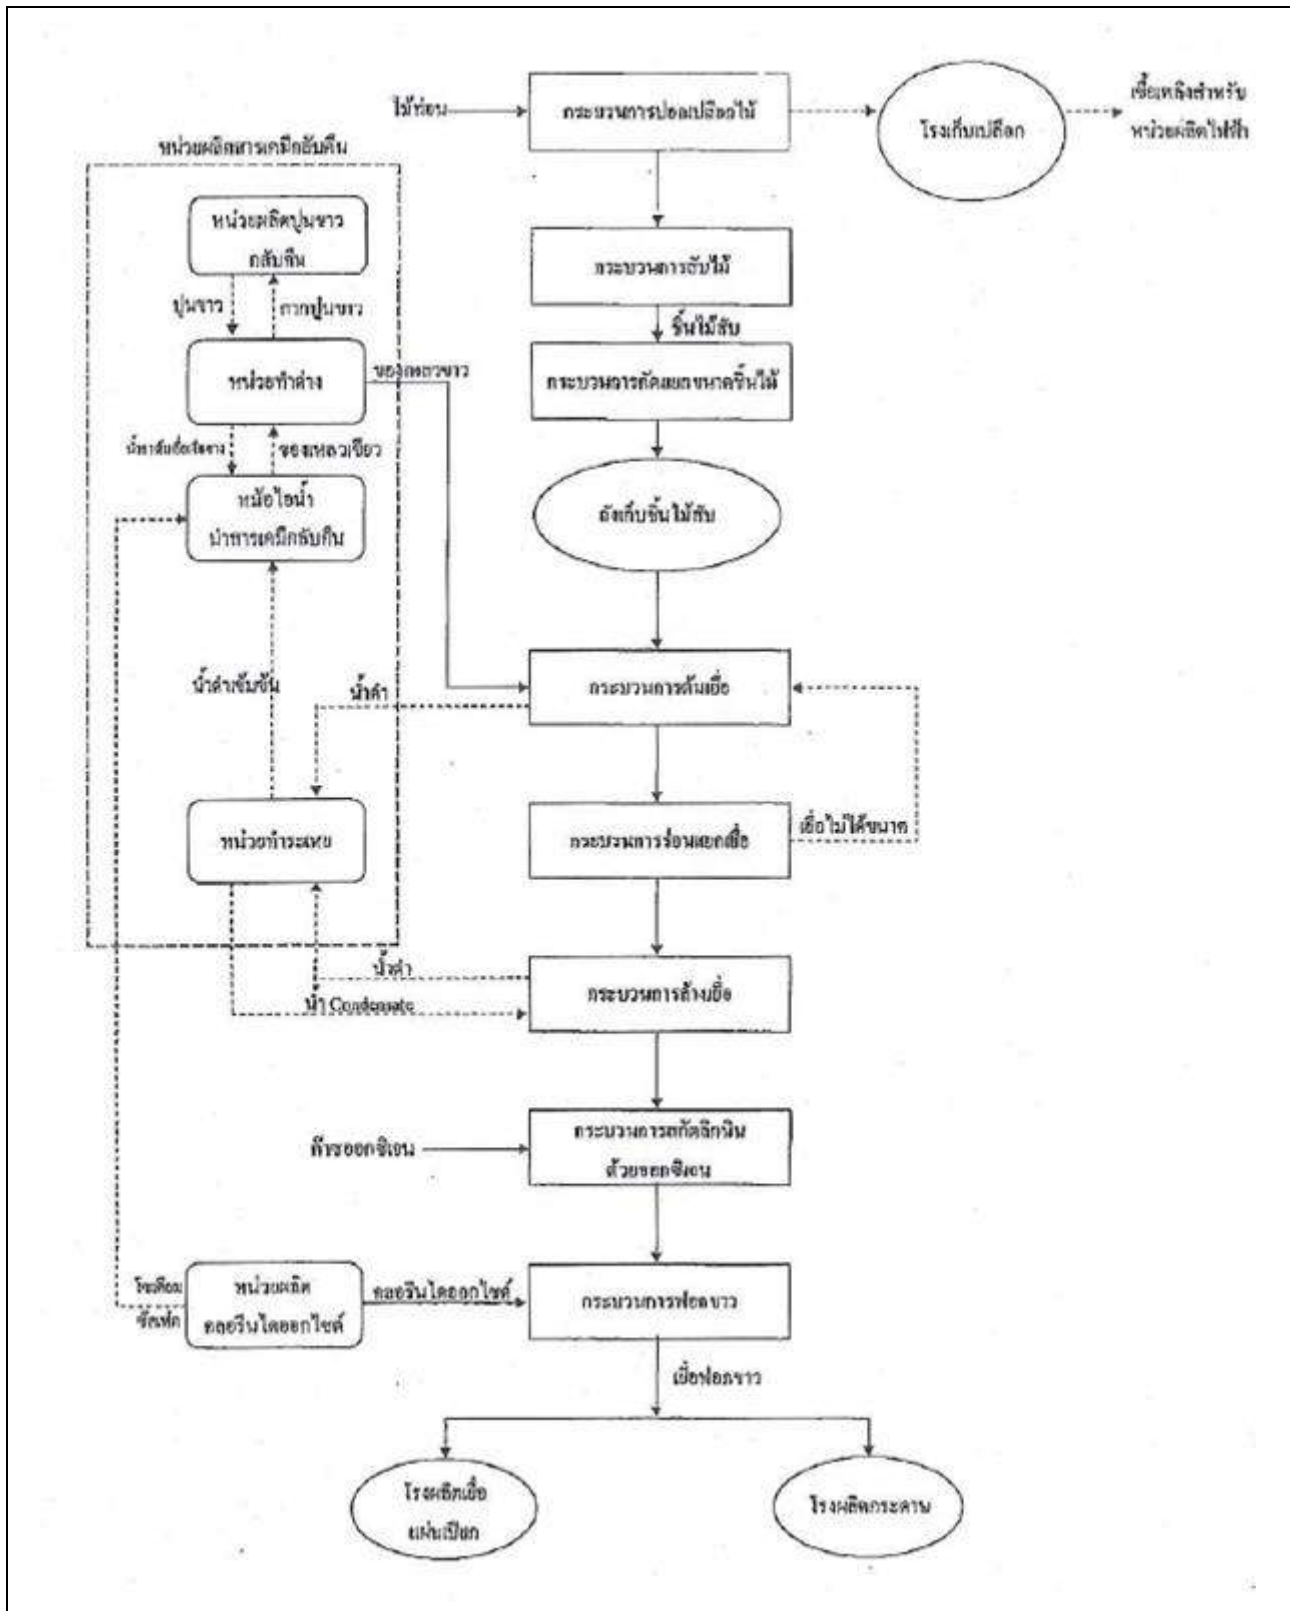 ไม้ท่อน
กระบวนการปอกเปลือกไม้
โรงเก็บเปลือก
เชื้อเพลิงสำหรับ
หน่วยผลิตไฟฟ้า
หน่วยผลิตสารเคมีกลับคืน
หน่วยผลิตปูนขาว
กลับคืน
กระบวนการสับไม้
ปูนขาว
กากปูนขาว
ชิ้นไม้สับ
หน่วยทำด่าง
ของเหลวขาว
กระบวนการคัดแยกขนาดชิ้นไม้
ของเหลวเขียว
หม้อไอน้ำ
นำสารเคมีกลับคืน
ถังเก็บชิ้นไม้สับ
น้ำดำเข้มข้น
น้ำดำ
กระบวนการต้มเยื่อ
หน่วยทำระเหย
กระบวนการร่อนแยกเยื่อ
เยื่อไม่ได้ขนาด
น้ำดำ
น้ำ Condensate
กระบวนการล้างเยื่อ
ก๊าซออกซิเจน
กระบวนการสกัดลิกนิน
ด้วยออกซิเจน
โซเดียม
ซัลเฟต
หน่วยผลิต
คลอรีนไดออกไซด์
คลอรีนไดออกไซด์
กระบวนการฟอกขาว
เยื่อฟอกขาว
โรงผลิตเยื่อ
แผ่นเปียก
โรงผลิตกระดาษ